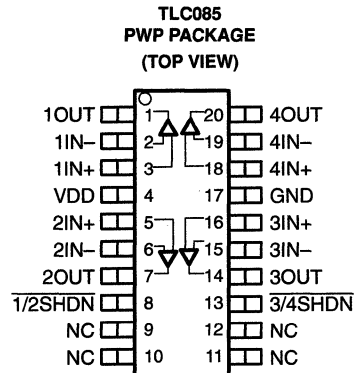 TLC085
PWP PACKAGE
(TOP VIEW)
1OUT 1 20 4OUT
1IN− 2 19 4IN−
1IN+ 3 18 4IN+
VDD 4 17 GND
2IN+ 5 16 3IN+
2IN− 6 15 3IN−
2OUT 7 14 3OUT
1/2SHDN 8 13 3/4SHDN
NC 9 12 NC
NC 10 11 NC